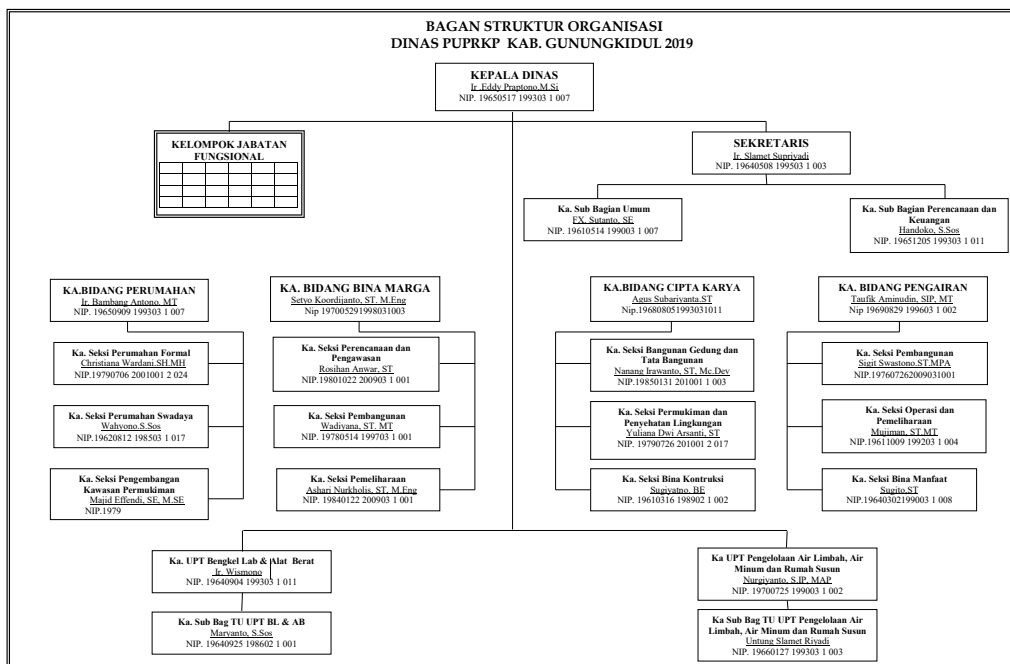 BAGAN STRUKTUR ORGANISASI
DINAS PUPRKP KAB. GUNUNGKIDUL 2019
KEPALA DINAS
Ir .Eddy Praptono,M.Si
NIP. 19650517 199303 1 007
KELOMPOK JABATAN
FUNGSIONAL
SEKRETARIS
Ir. Slamet Supriyadi
NIP. 19640508 199503 1 003
Ka. Sub Bagian Umum
FX. Sutanto, SE
NIP. 19610514 199003 1 007
Ka. Sub Bagian Perencanaan dan
Keuangan
Handoko, S.Sos
NIP. 19651205 199303 1 011
KA.BIDANG PERUMAHAN
Ir. Bambang Antono, MT
NIP. 19650909 199303 1 007
Ka. Seksi Perumahan Formal
Christiana Wardani.SH.MH
NIP.19790706 2001001 2 024
Ka. Seksi Perumahan Swadaya
Wahyono.S.Sos
NIP.19620812 198503 1 017
Ka. Seksi Pengembangan
Kawasan Permukiman
Majid Effendi, SE, M.SE
NIP.1979
KA. BIDANG BINA MARGA
Setyo Koordijanto, ST. M.Eng
Nip 197005291998031003
Ka. Seksi Perencanaan dan
Pengawasan
Rosihan Anwar, ST
NIP.19801022 200903 1 001
Ka. Seksi Pembangunan
Wadiyana, ST. MT
NIP. 19780514 199703 1 001
Ka. Seksi Pemeliharaan
Ashari Nurkholis, ST, M.Eng
NIP. 19840122 200903 1 001
KA.BIDANG CIPTA KARYA
Agus Subariyanta.ST
Nip.196808051993031011
Ka. Seksi Bangunan Gedung dan
Tata Bangunan
Nanang Irawanto, ST, Mc.Dev
NIP.19850131 201001 1 003
Ka. Seksi Permukiman dan
Penyehatan Lingkungan
Yuliana Dwi Arsanti, ST
NIP. 19790726 201001 2 017
Ka. Seksi Bina Kontruksi
Sugiyatno, BE
NIP. 19610316 198902 1 002
KA. BIDANG PENGAIRAN
Taufik Aminudin, SIP, MT
Nip 19690829 199603 1 002
Ka. Seksi Pembangunan
Sigit Swastono.ST.MPA
NIP.197607262009031001
Ka. Seksi Operasi dan
Pemeliharaan
Mujiman, ST.MT
NIP.19611009 199203 1 004
Ka. Seksi Bina Manfaat
Sugito,ST
NIP.19640302199003 1 008
Ka. UPT Bengkel Lab & Alat Berat
Ir. Wismono
NIP. 19640904 199303 1 011
Ka. Sub Bag TU UPT BL & AB
Maryanto, S.Sos
NIP. 19640925 198602 1 001
Ka UPT Pengelolaan Air Limbah, Air
Minum dan Rumah Susun
Nurgiyanto, S.IP, MAP
NIP. 19700725 199003 1 002
Ka Sub Bag TU UPT Pengelolaan Air
Limbah, Air Minum dan Rumah Susun
Untung Slamet Riyadi
NIP. 19660127 199303 1 003